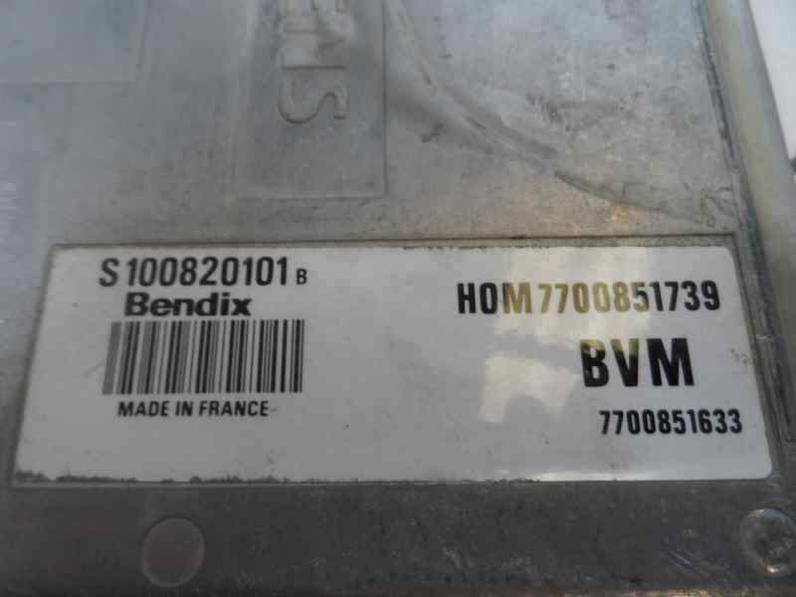 S100820101 B
Bendix
MADE IN FRANCE
HOM7700851739
BVM
7700851633